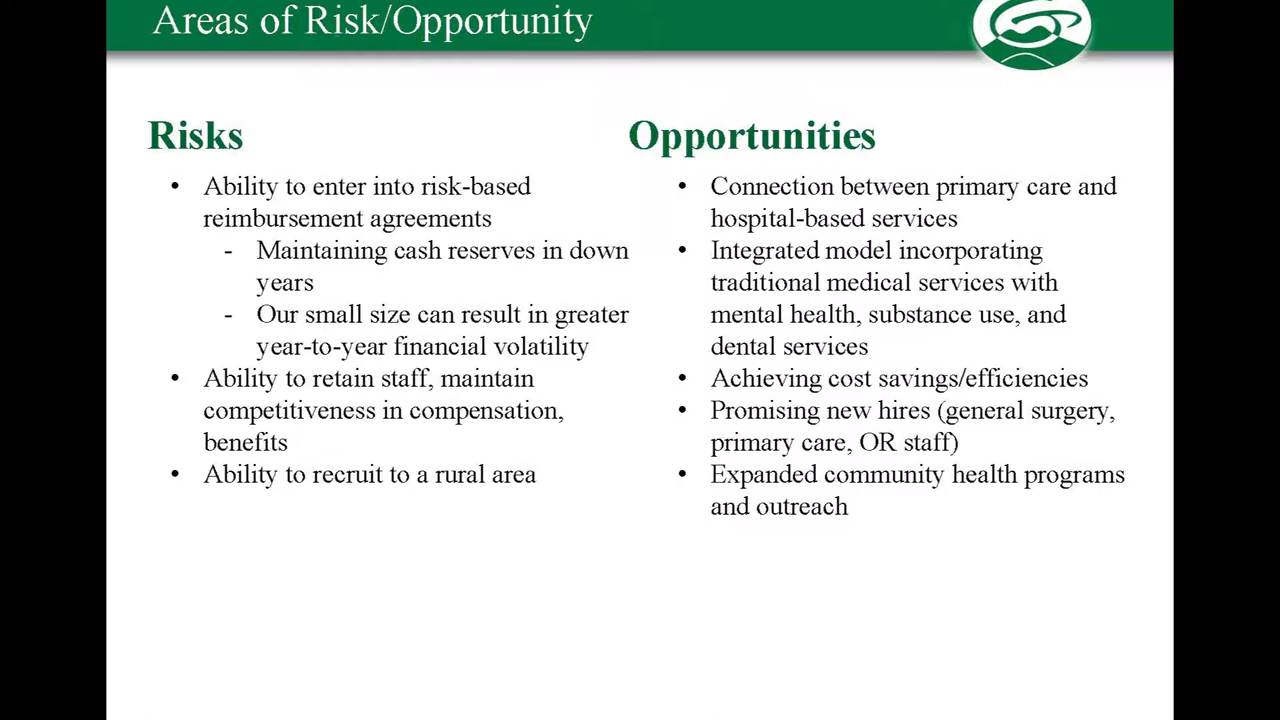 Areas of Risk/Opportunity
Risks
• Ability to enter into risk-based
reimbursement agreements
- Maintaining cash reserves in down
years
- Our small size can result in greater
year-to-year financial volatility
• Ability to retain staff, maintain
competitiveness in compensation,
benefits
• Ability to recruit to a rural area
Opportunities
• Connection between primary care and
hospital-based services
• Integrated model incorporating
traditional medical services with
mental health, substance use, and
dental services
• Achieving cost savings/efficiencies
• Promising new hires (general surgery,
primary care, OR staff)
• Expanded community health programs
and outreach